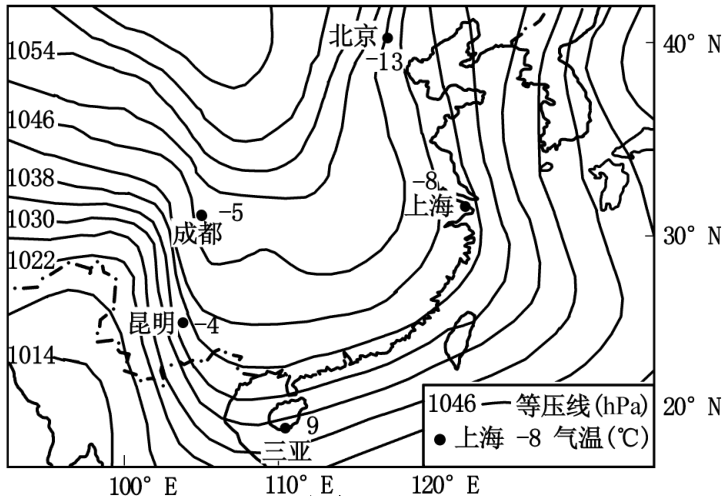 北京
-13
40° N
1054
1046
1038
-8
上海
1030
-5
成都
30° N
1022
昆明
-4
1014
1046 等压线(hPa)
20° N
9
上海 -8 气温(℃)
三亚
100° E
110° E
120° E